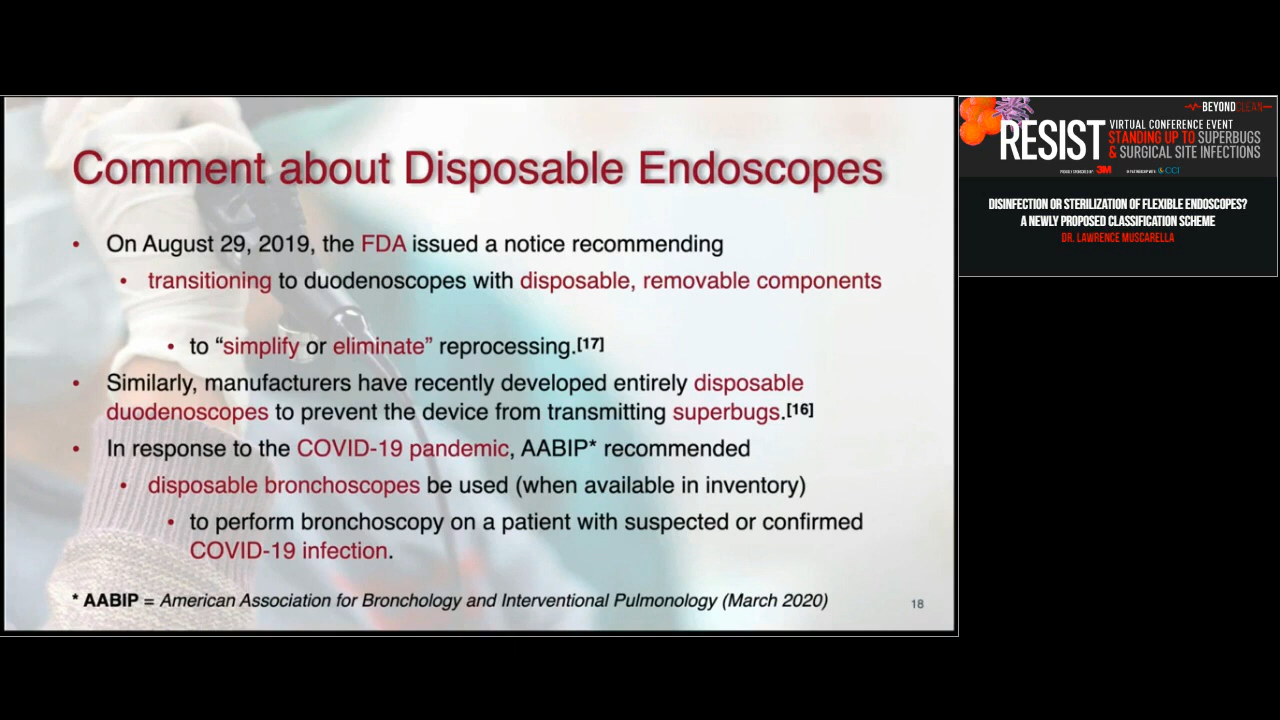 Comment about Disposable Endoscopes
• On August 29, 2019, the FDA issued a notice recommending
• transitioning to duodenoscopes with disposable, removable components
• to “simplify or eliminate” reprocessing.[17]
• Similarly, manufacturers have recently developed entirely disposable
duodenoscopes to prevent the device from transmitting superbugs.[16]
• In response to the COVID-19 pandemic, AABIP* recommended
• disposable bronchoscopes be used (when available in inventory)
• to perform bronchoscopy on a patient with suspected or confirmed
COVID-19 infection.
* AABIP = American Association for Bronchology and Interventional Pulmonology (March 2020)
18
BEYONDCLEAN
RESIST
VIRTUAL CONFERENCE EVENT
STANDING UP TO SUPERBUGS
& SURGICAL SITE INFECTIONS
PROUDLY SPONSORED BY: 3M IN PARTNERSHIP WITH CCI
DISINFECTION OR STERILIZATION OF FLEXIBLE ENDOSCOPES?
A NEWLY PROPOSED CLASSIFICATION SCHEME
DR. LAWRENCE MUSCARELLA